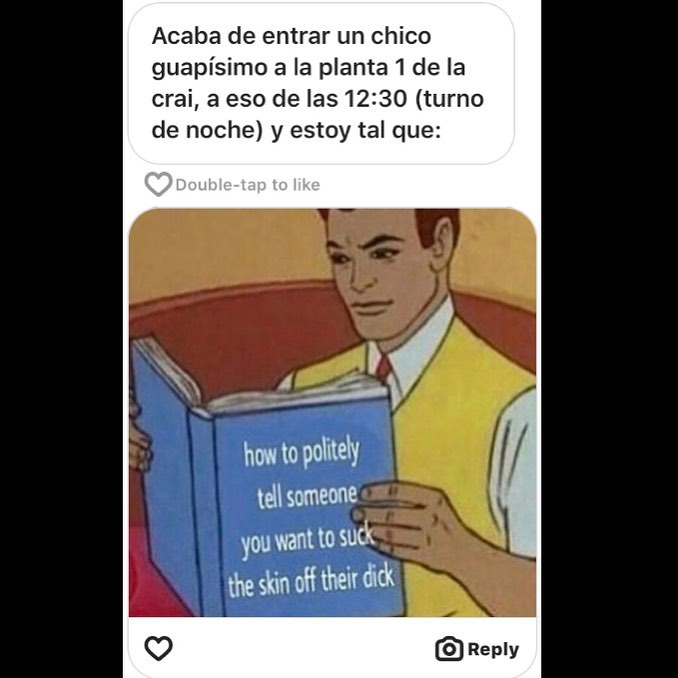 Acaba de entrar un chico
guapísimo a la planta 1 de la
crai, a eso de las 12:30 (turno
de noche) y estoy tal que:
Double-tap to like
how to politely
tell someone
you want to suck
the skin off their dick
Reply